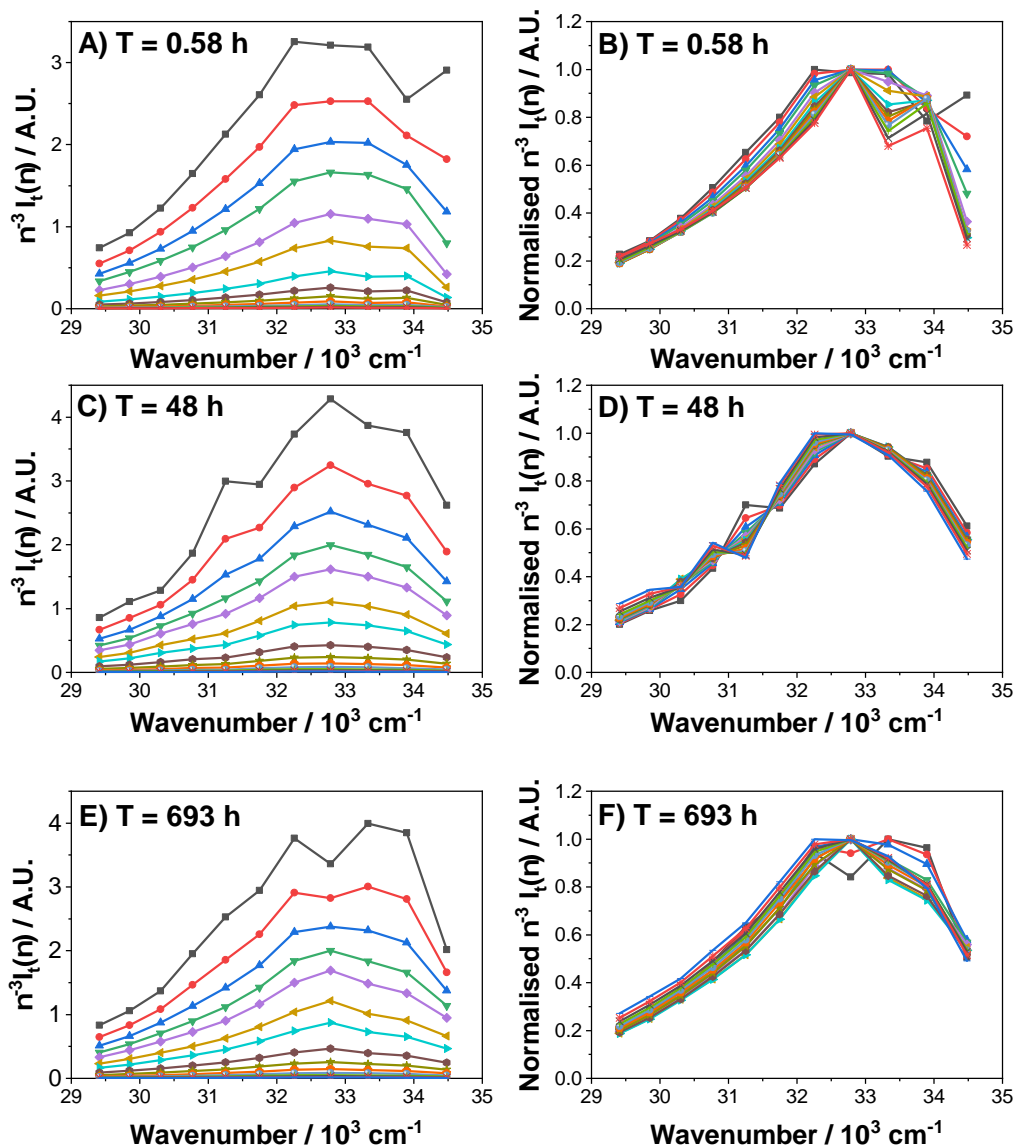 A) T = 0.58 h
n⁻³ Iₜ(n) / A.U.
3
2
1
0
29 30 31 32 33 34 35
Wavenumber / 10³ cm⁻¹
B) T = 0.58 h
Normalised n⁻³ Iₜ(n) / A.U.
1.2
1.0
0.8
0.6
0.4
0.2
0.0
29 30 31 32 33 34 35
Wavenumber / 10³ cm⁻¹
C) T = 48 h
n⁻³ Iₜ(n) / A.U.
4
3
2
1
0
29 30 31 32 33 34 35
Wavenumber / 10³ cm⁻¹
D) T = 48 h
Normalised n⁻³ Iₜ(n) / A.U.
1.2
1.0
0.8
0.6
0.4
0.2
0.0
29 30 31 32 33 34 35
Wavenumber / 10³ cm⁻¹
E) T = 693 h
n⁻³Iₜ(n) / A.U.
4
3
2
1
0
29 30 31 32 33 34 35
Wavenumber / 10³ cm⁻¹
F) T = 693 h
Normalised n⁻³ Iₜ(n) / A.U.
1.2
1.0
0.8
0.6
0.4
0.2
0.0
29 30 31 32 33 34 35
Wavenumber / 10³ cm⁻¹